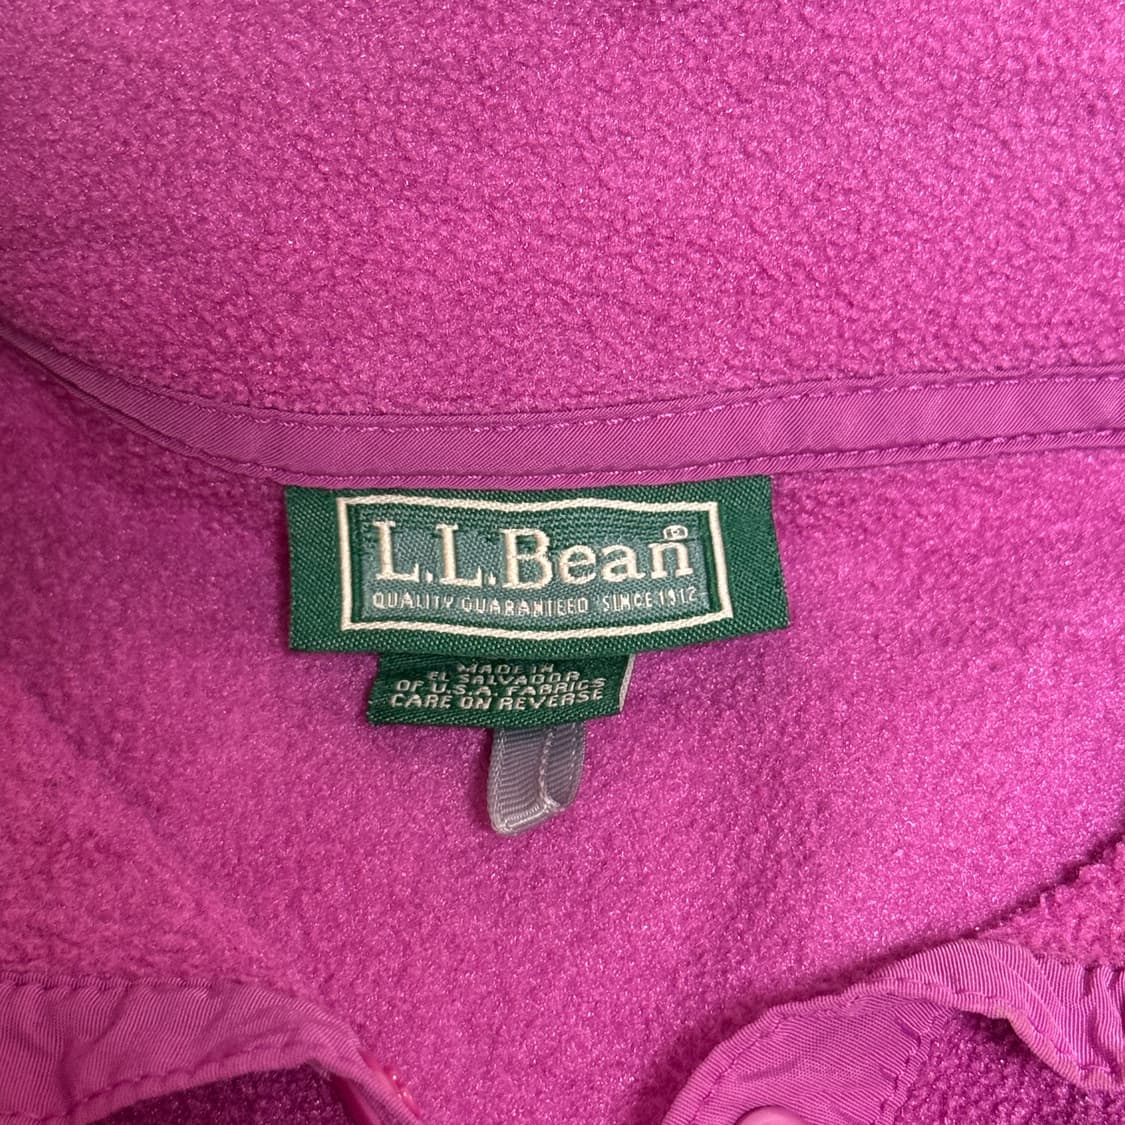 L.L.Bean®
QUALITY GUARANTEED SINCE 1912
MADE IN
EL SALVADOR
OF U.S.A. FABRICS
CARE ON REVERSE